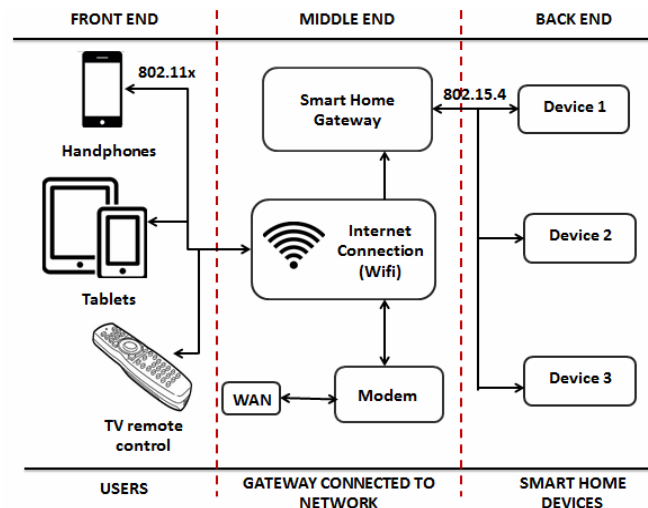 FRONT END
MIDDLE END
BACK END
802.11x
Handphones
Tablets
TV remote
control
Smart Home
Gateway
Internet
Connection
(Wifi)
WAN
Modem
802.15.4
Device 1
Device 2
Device 3
USERS
GATEWAY CONNECTED TO
NETWORK
SMART HOME
DEVICES